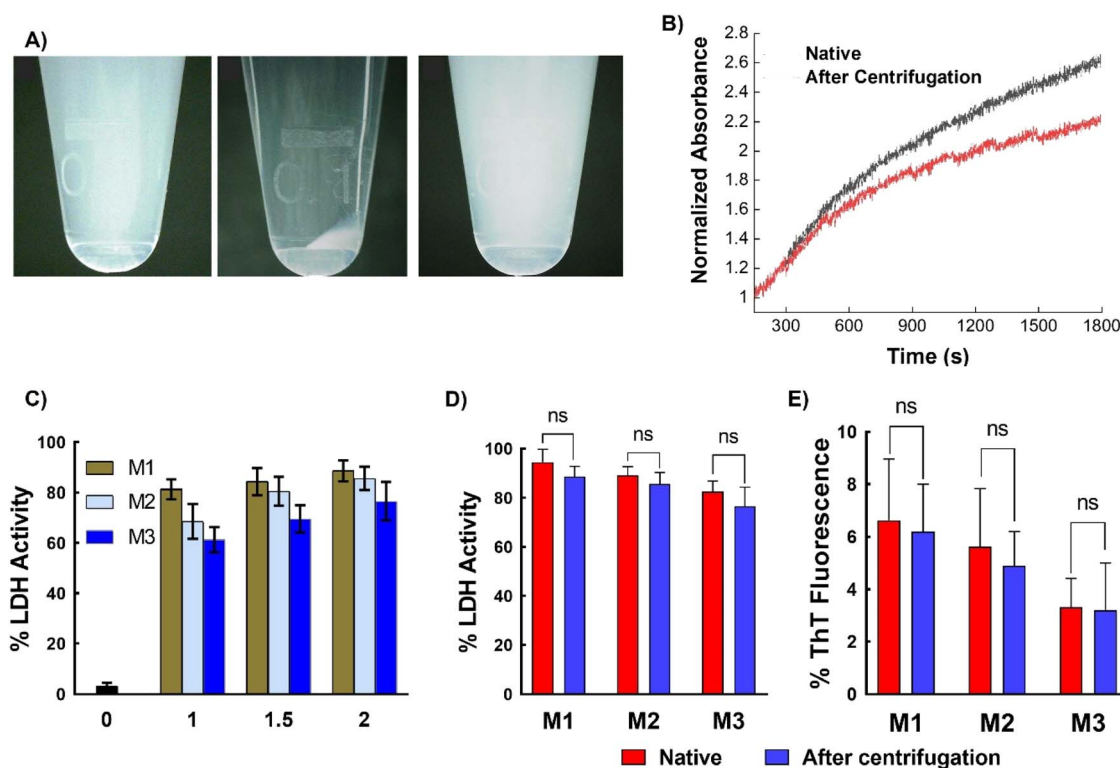 A)
B)
2.8
2.6
2.4
2.2
2
1.8
1.6
1.4
1.2
1
Normalized Absorbance
Native
After Centrifugation
300 600 900 1200 1500 1800
Time (s)
C)
100
80
60
40
20
0
% LDH Activity
M1
M2
M3
0 1 1.5 2
D)
100
80
60
40
20
0
% LDH Activity
ns ns ns
M1 M2 M3
E)
10
8
6
4
2
0
% ThT Fluorescence
ns ns ns
M1 M2 M3
Native After centrifugation